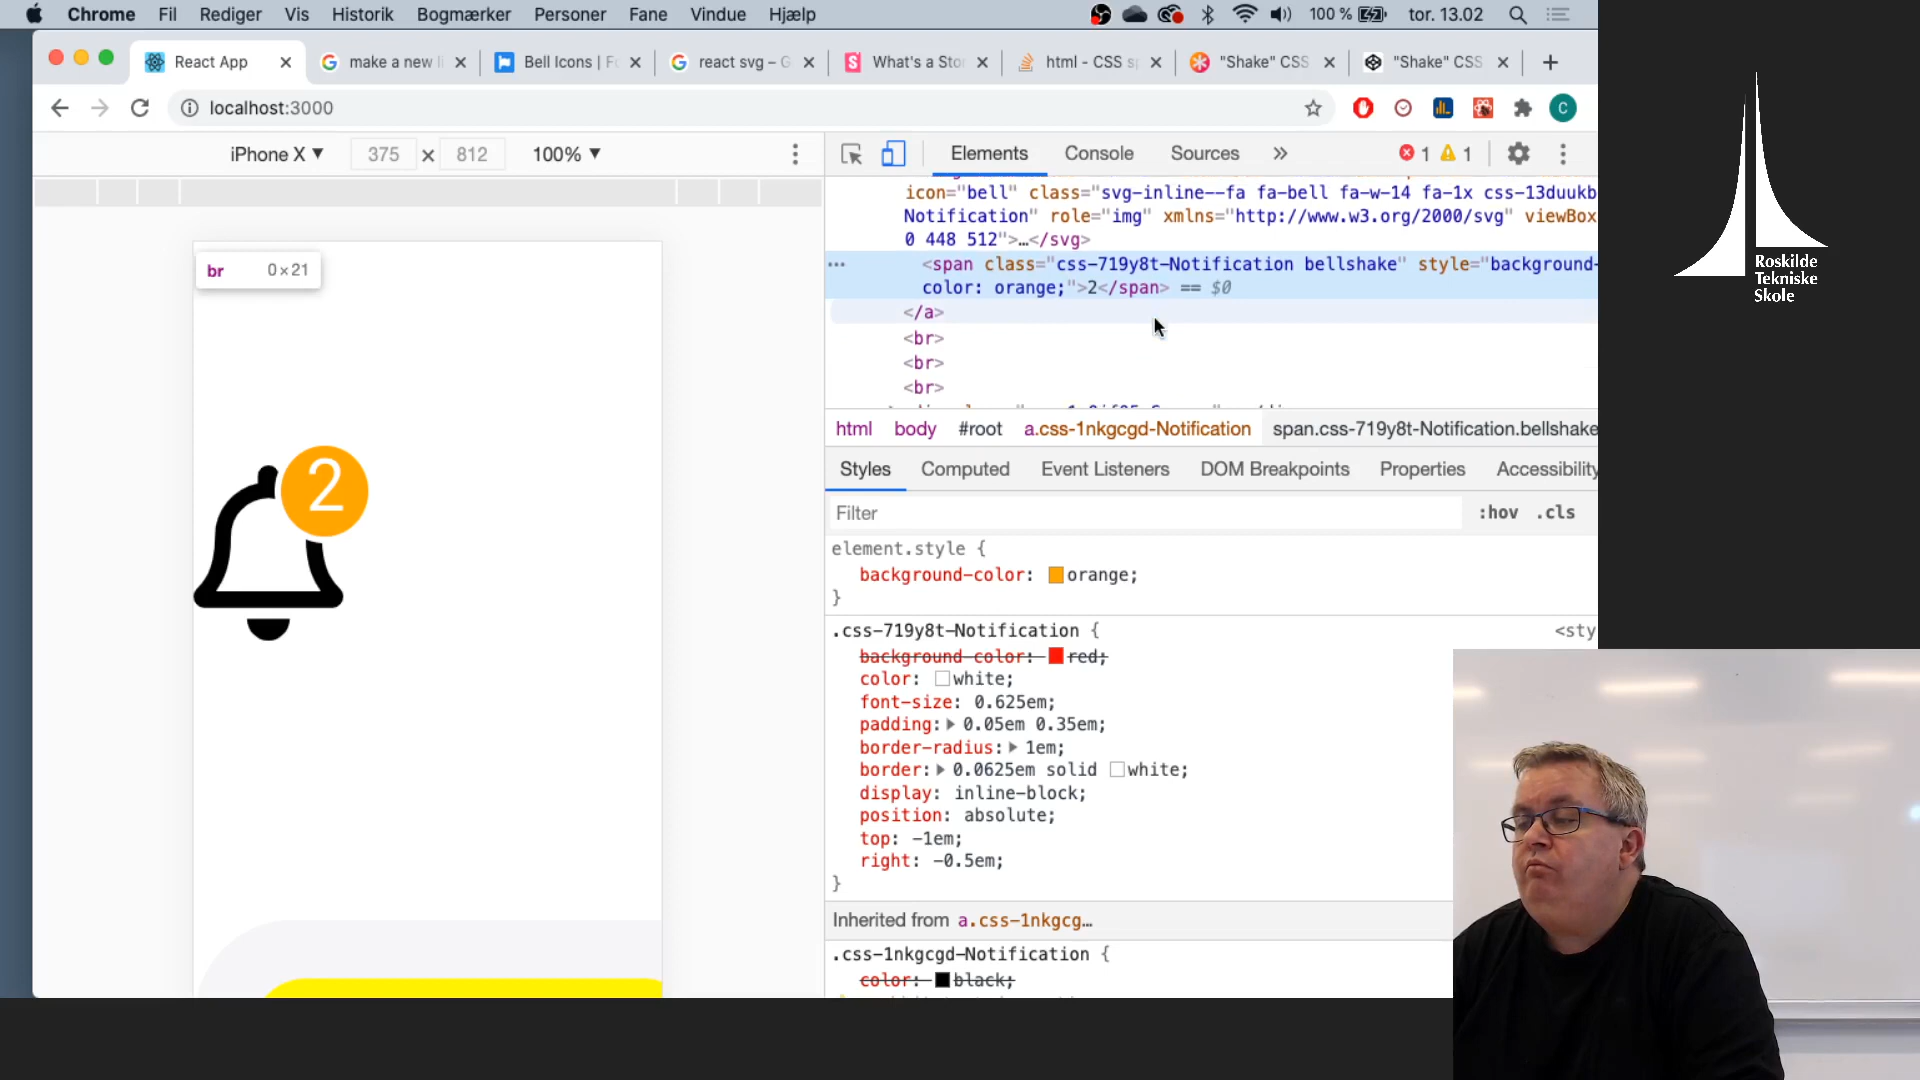 Chrome Fil Rediger Vis Historik Bogmærker Personer Fane Vindue Hjælp 100 % tor. 13.02
React App make a new li Bell Icons | Fo react svg – G What's a Stor html - CSS sp "Shake" CSS "Shake" CSS
localhost:3000 C
iPhone X 375 × 812 100%
Elements Console Sources 1 1
icon="bell" class="svg-inline--fa fa-bell fa-w-14 fa-1x css-13duukb
Notification" role="img" xmlns="http://www.w3.org/2000/svg" viewBox
0 448 512">…</svg>
<span class="css-719y8t-Notification bellshake" style="background-
color: orange;">2</span> == $0
</a>
<br>
<br>
<br>
html body #root a.css-1nkgcgd-Notification span.css-719y8t-Notification.bellshake
Styles Computed Event Listeners DOM Breakpoints Properties Accessibility
Filter :hov .cls
element.style {
background-color: orange;
}
.css-719y8t-Notification { <sty
background-color: red;
color: white;
font-size: 0.625em;
padding: 0.05em 0.35em;
border-radius: 1em;
border: 0.0625em solid white;
display: inline-block;
position: absolute;
top: -1em;
right: -0.5em;
}
Inherited from a.css-1nkgcg…
.css-1nkgcgd-Notification {
color: black;
br 0×21
2
Roskilde
Tekniske
Skole